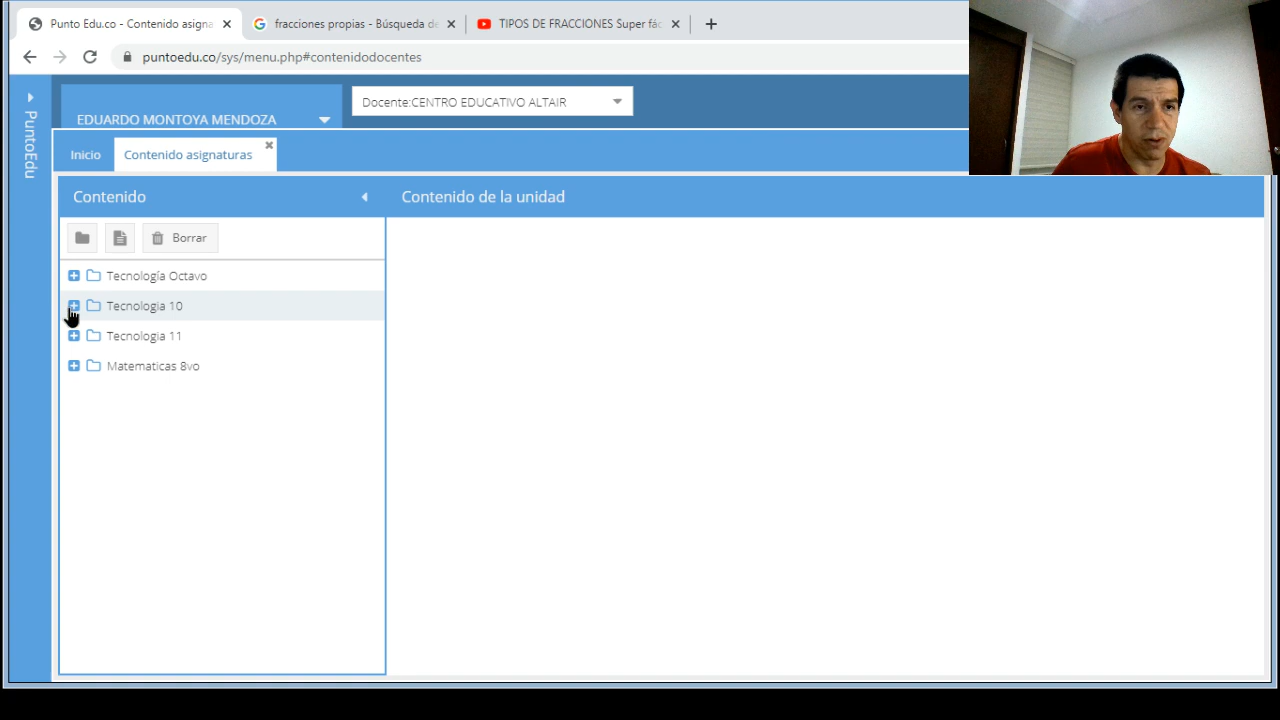 Punto Edu.co - Contenido asigna
fracciones propias - Búsqueda de
TIPOS DE FRACCIONES Super fác
puntoedu.co/sys/menu.php#contenidodocentes
PuntoEdu
EDUARDO MONTOYA MENDOZA
Docente:CENTRO EDUCATIVO ALTAIR
Inicio
Contenido asignaturas
Contenido
Contenido de la unidad
Borrar
Tecnología Octavo
Tecnologia 10
Tecnologia 11
Matematicas 8vo